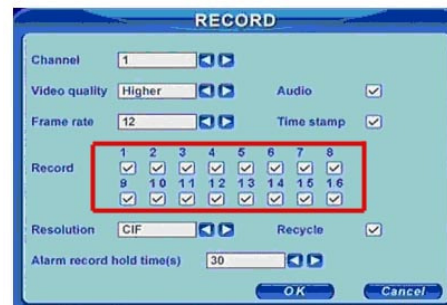 RECORD
Channel 1
Video quality Higher Audio
Frame rate 12 Time stamp
1 2 3 4 5 6 7 8
Record
9 10 11 12 13 14 15 16
Resolution CIF Recycle
Alarm record hold time(s) 30
OK Cancel